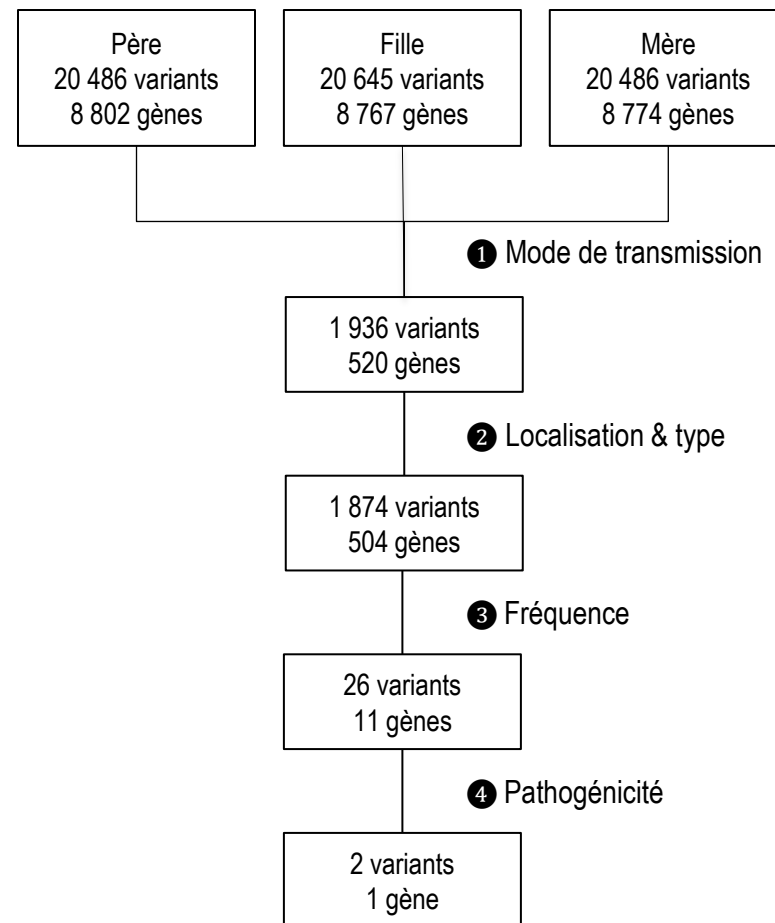 Père
20 486 variants
8 802 gènes
Fille
20 645 variants
8 767 gènes
Mère
20 486 variants
8 774 gènes
❶ Mode de transmission
1 936 variants
520 gènes
❷ Localisation & type
1 874 variants
504 gènes
❸ Fréquence
26 variants
11 gènes
❹ Pathogénicité
2 variants
1 gène